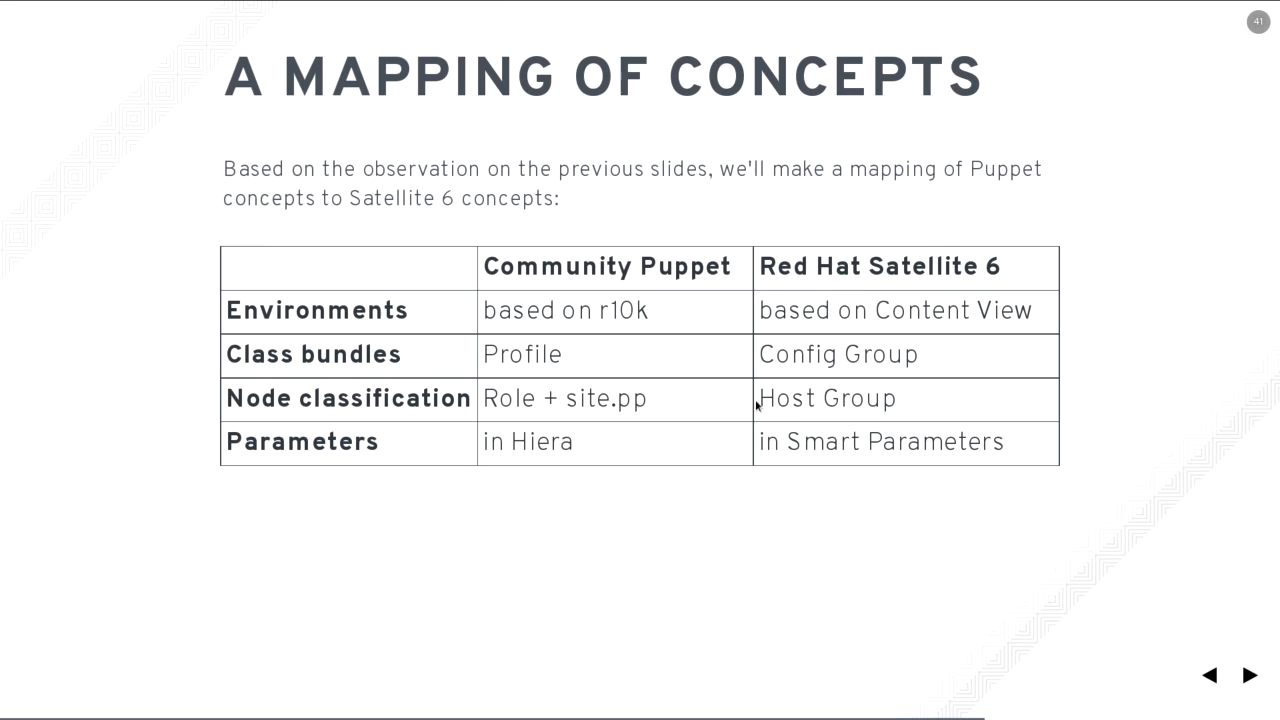 41
A MAPPING OF CONCEPTS
Based on the observation on the previous slides, we'll make a mapping of Puppet
concepts to Satellite 6 concepts:
Community Puppet Red Hat Satellite 6
Environments based on r10k based on Content View
Class bundles Profile Config Group
Node classification Role + site.pp Host Group
Parameters in Hiera in Smart Parameters